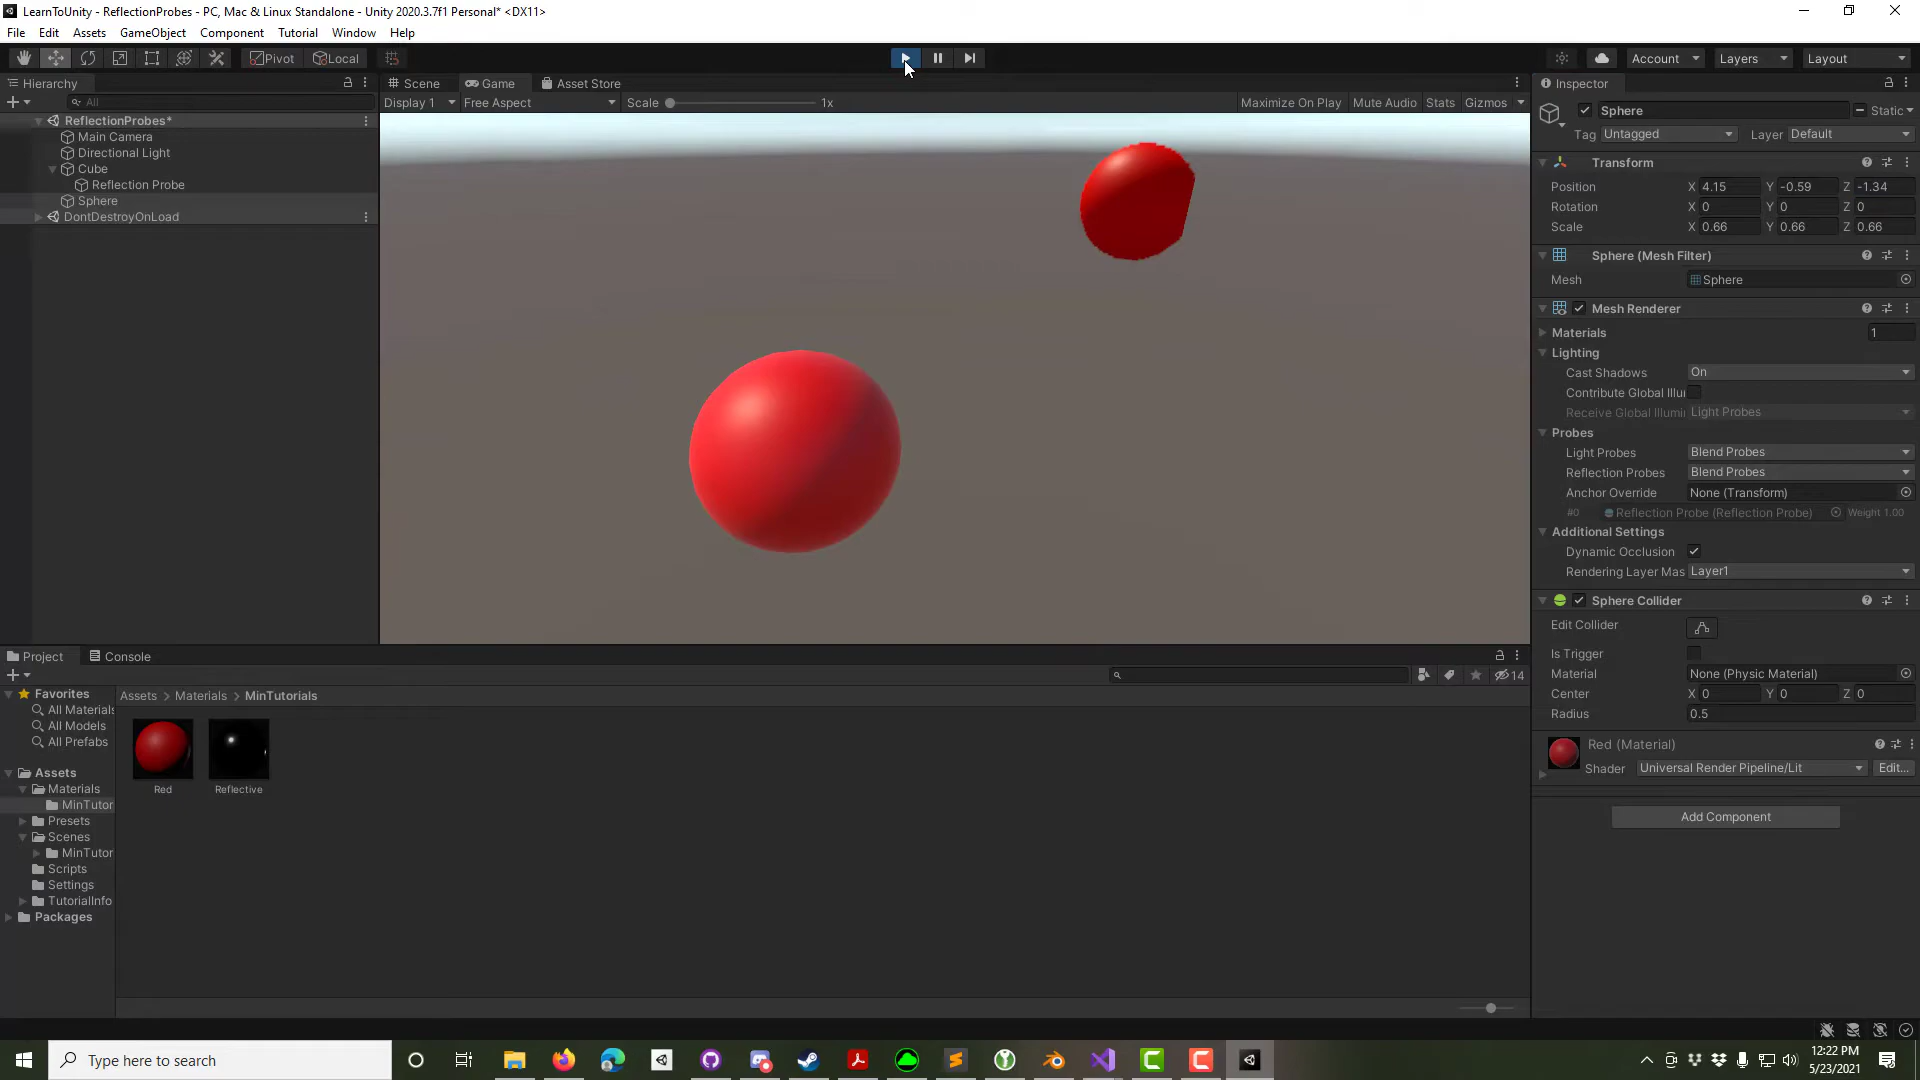 LearnToUnity - ReflectionProbes - PC, Mac & Linux Standalone - Unity 2020.3.7f1 Personal* <DX11>
File Edit Assets GameObject Component Tutorial Window Help
Pivot Local Account Layers Layout
Hierarchy
All
ReflectionProbes*
Main Camera
Directional Light
Cube
Reflection Probe
Sphere
DontDestroyOnLoad
Scene Game Asset Store
Display 1 Free Aspect Scale 1x Maximize On Play Mute Audio Stats Gizmos
Inspector
Sphere Static
Tag Untagged Layer Default
Transform
Position X 4.15 Y -0.59 Z -1.34
Rotation X 0 Y 0 Z 0
Scale X 0.66 Y 0.66 Z 0.66
Sphere (Mesh Filter)
Mesh Sphere
Mesh Renderer
Materials 1
Lighting
Cast Shadows On
Contribute Global Illu
Receive Global Illumin Light Probes
Probes
Light Probes Blend Probes
Reflection Probes Blend Probes
Anchor Override None (Transform)
#0 Reflection Probe (Reflection Probe) Weight 1.00
Additional Settings
Dynamic Occlusion
Rendering Layer Mas Layer1
Sphere Collider
Edit Collider
Is Trigger
Material None (Physic Material)
Center X 0 Y 0 Z 0
Radius 0.5
Red (Material)
Shader Universal Render Pipeline/Lit Edit...
Add Component
Project Console
14
Favorites
All Materials
All Models
All Prefabs
Assets
Materials
MinTutor
Presets
Scenes
MinTutor
Scripts
Settings
TutorialInfo
Packages
Assets > Materials > MinTutorials
Red Reflective
Type here to search
12:22 PM
5/23/2021